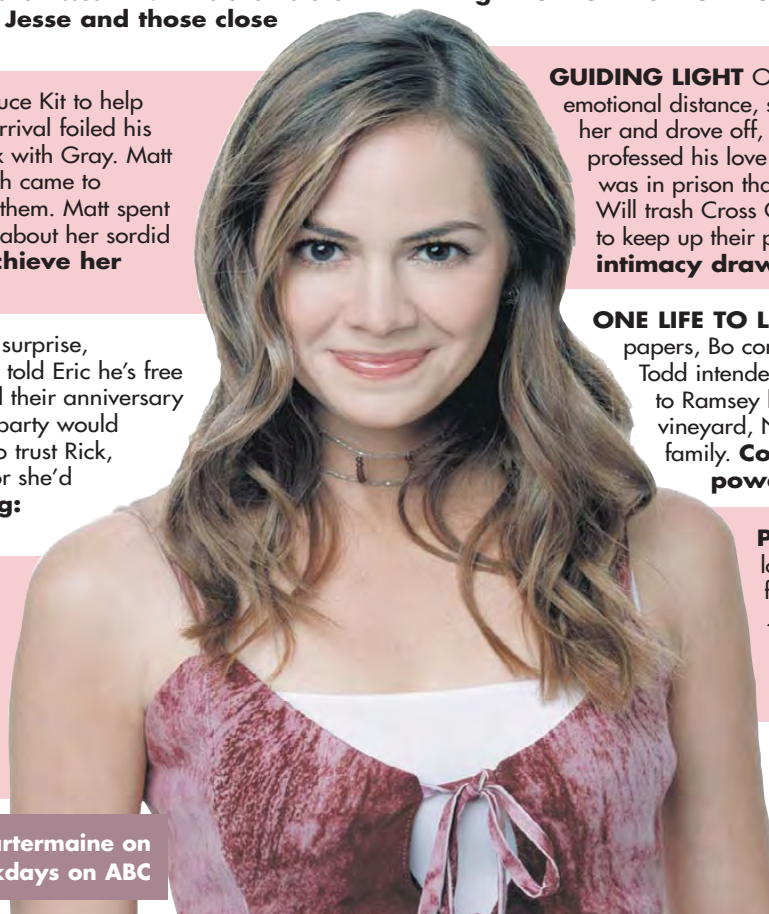 Jesse and those close
uce Kit to help
rrival foiled his
k with Gray. Matt
h came to
them. Matt spent
about her sordid
chieve her
surprise,
told Eric he's free
d their anniversary
party would
o trust Rick,
or she'd
g:
artermaine on
kdays on ABC
GUIDING LIGHT O
emotional distance, s
her and drove off,
professed his love
was in prison tha
Will trash Cross C
to keep up their p
intimacy draw
ONE LIFE TO L
papers, Bo con
Todd intende
to Ramsey
vineyard, N
family. Co
powe
P
lo
f